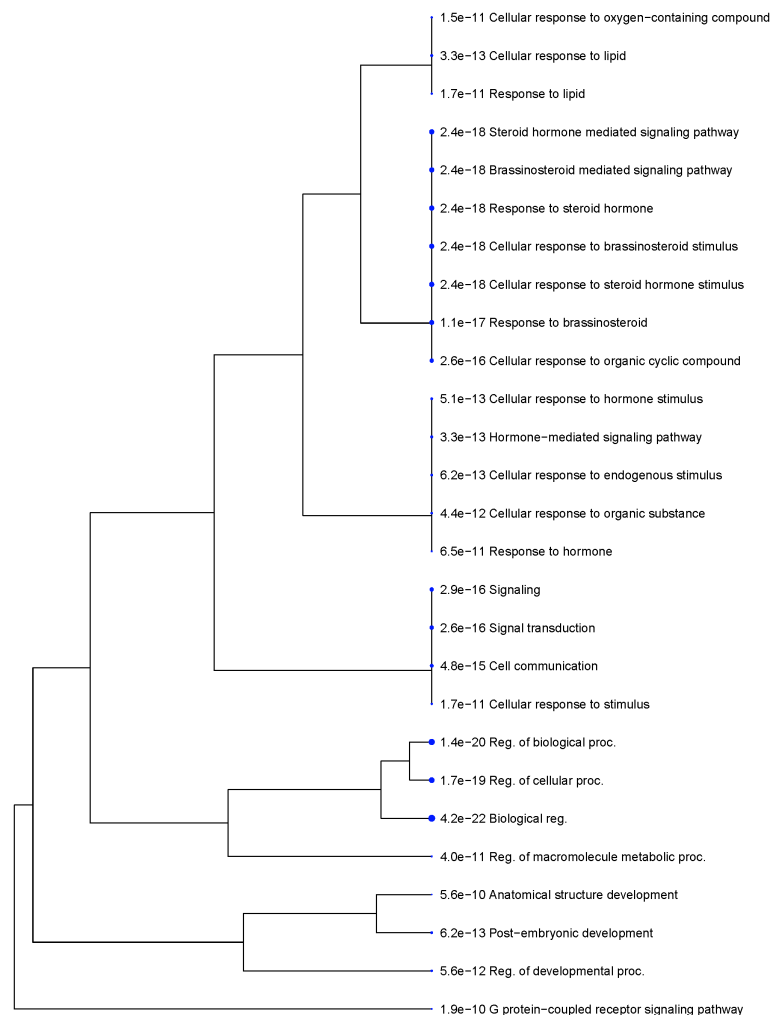 1.5e−11 Cellular response to oxygen−containing compound
3.3e−13 Cellular response to lipid
1.7e−11 Response to lipid
2.4e−18 Steroid hormone mediated signaling pathway
2.4e−18 Brassinosteroid mediated signaling pathway
2.4e−18 Response to steroid hormone
2.4e−18 Cellular response to brassinosteroid stimulus
2.4e−18 Cellular response to steroid hormone stimulus
1.1e−17 Response to brassinosteroid
2.6e−16 Cellular response to organic cyclic compound
5.1e−13 Cellular response to hormone stimulus
3.3e−13 Hormone−mediated signaling pathway
6.2e−13 Cellular response to endogenous stimulus
4.4e−12 Cellular response to organic substance
6.5e−11 Response to hormone
2.9e−16 Signaling
2.6e−16 Signal transduction
4.8e−15 Cell communication
1.7e−11 Cellular response to stimulus
1.4e−20 Reg. of biological proc.
1.7e−19 Reg. of cellular proc.
4.2e−22 Biological reg.
4.0e−11 Reg. of macromolecule metabolic proc.
5.6e−10 Anatomical structure development
6.2e−13 Post−embryonic development
5.6e−12 Reg. of developmental proc.
1.9e−10 G protein−coupled receptor signaling pathway